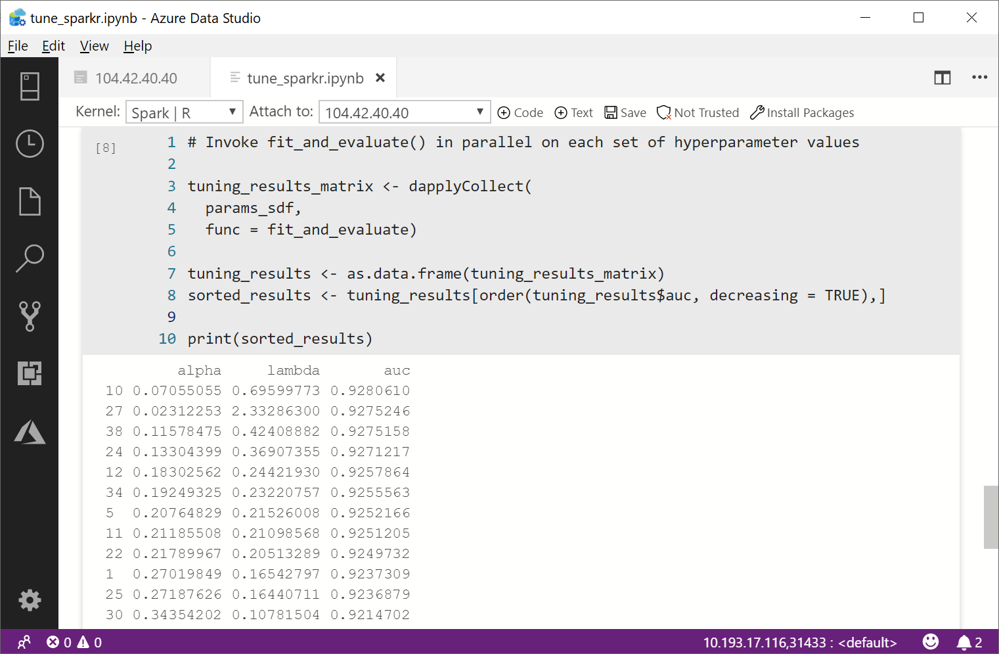 tune_sparkr.ipynb - Azure Data Studio
File Edit View Help
104.42.40.40 tune_sparkr.ipynb
Kernel: Spark | R Attach to: 104.42.40.40 Code Text Save Not Trusted Install Packages
[8] 1 # Invoke fit_and_evaluate() in parallel on each set of hyperparameter values
2
3 tuning_results_matrix <- dapplyCollect(
4 params_sdf,
5 func = fit_and_evaluate)
6
7 tuning_results <- as.data.frame(tuning_results_matrix)
8 sorted_results <- tuning_results[order(tuning_results$auc, decreasing = TRUE),]
9
10 print(sorted_results)
alpha lambda auc
10 0.07055055 0.69599773 0.9280610
27 0.02312253 2.33286300 0.9275246
38 0.11578475 0.42408882 0.9275158
24 0.13304399 0.36907355 0.9271217
12 0.18302562 0.24421930 0.9257864
34 0.19249325 0.23220757 0.9255563
5 0.20764829 0.21526008 0.9252166
11 0.21185508 0.21098568 0.9251205
22 0.21789967 0.20513289 0.9249732
1 0.27019849 0.16542797 0.9237309
25 0.27187626 0.16440711 0.9236879
30 0.34354202 0.10781504 0.9214702
0 0 10.193.17.116,31433 : <default> 2